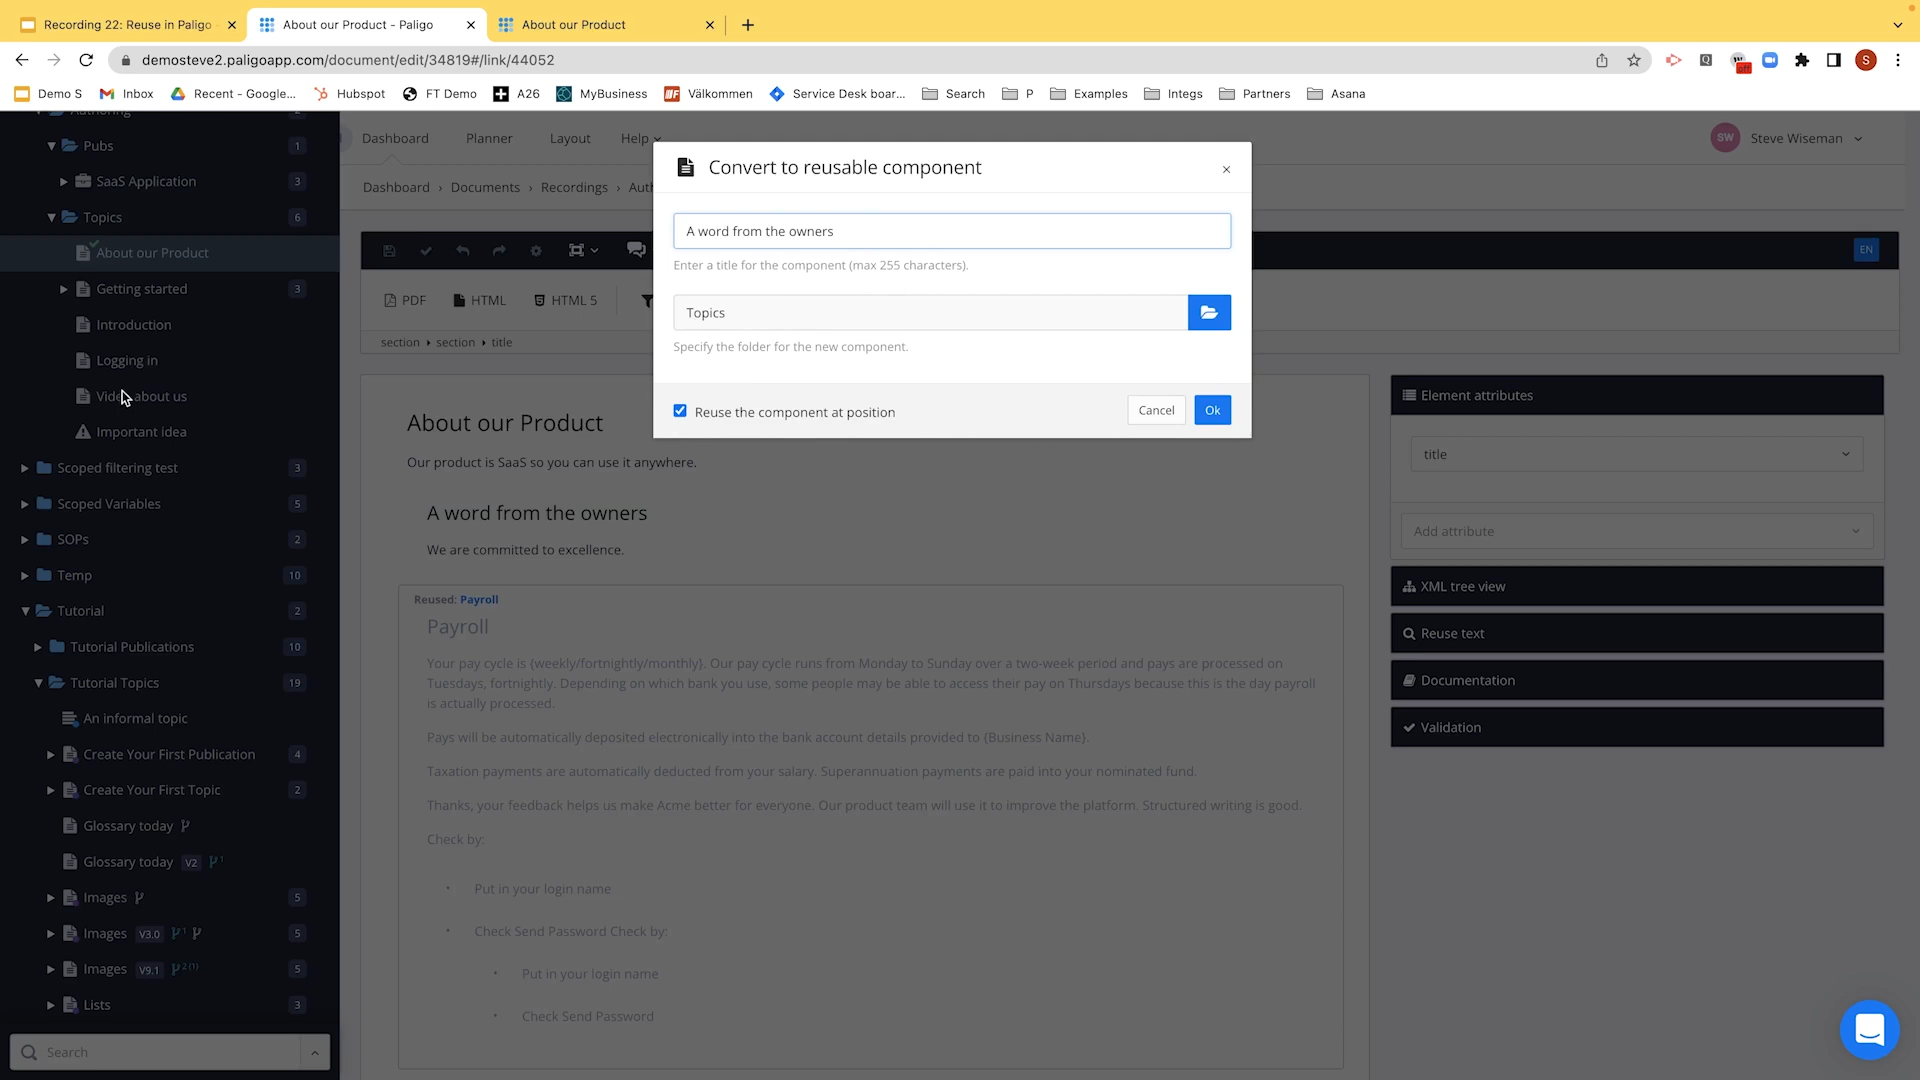 Recording 22: Reuse in Paligo
About our Product - Paligo
About our Product
demosteve2.paligoapp.com/document/edit/34819#/link/44052
S
Demo S
Inbox
Recent - Google...
Hubspot
FT Demo
A26
MyBusiness
Välkommen
Service Desk boar...
Search
P
Examples
Integs
Partners
Asana
off
Authoring
Pubs 1
SaaS Application 3
Topics 6
About our Product
Getting started 3
Introduction
Logging in
Video about us
Important idea
Scoped filtering test 3
Scoped Variables 5
SOPs 2
Temp 10
Tutorial 2
Tutorial Publications 10
Tutorial Topics 19
An informal topic
Create Your First Publication 4
Create Your First Topic 2
Glossary today
Glossary today V2 1
Images 5
Images V3.0 1 5
Images V9.1 2(1) 5
Lists 3
Search
Dashboard
Planner
Layout
Help
SW
Steve Wiseman
Dashboard › Documents › Recordings › Aut
EN
PDF
HTML
HTML 5
section ▸ section ▸ title
Convert to reusable component
×
A word from the owners
Enter a title for the component (max 255 characters).
Topics
Specify the folder for the new component.
Reuse the component at position
Cancel
Ok
About our Product
Our product is SaaS so you can use it anywhere.
A word from the owners
We are committed to excellence.
Reused: Payroll
Payroll
Your pay cycle is {weekly/fortnightly/monthly}. Our pay cycle runs from Monday to Sunday over a two-week period and pays are processed on
Tuesdays, fortnightly. Depending on which bank you use, some people may be able to access their pay on Thursdays because this is the day payroll
is actually processed.
Pays will be automatically deposited electronically into the bank account details provided to {Business Name}.
Taxation payments are automatically deducted from your salary. Superannuation payments are paid into your nominated fund.
Thanks, your feedback helps us make Acme better for everyone. Our product team will use it to improve the platform. Structured writing is good.
Check by:
• Put in your login name
• Check Send Password Check by:
• Put in your login name
• Check Send Password
Element attributes
title
Add attribute
XML tree view
Reuse text
Documentation
Validation